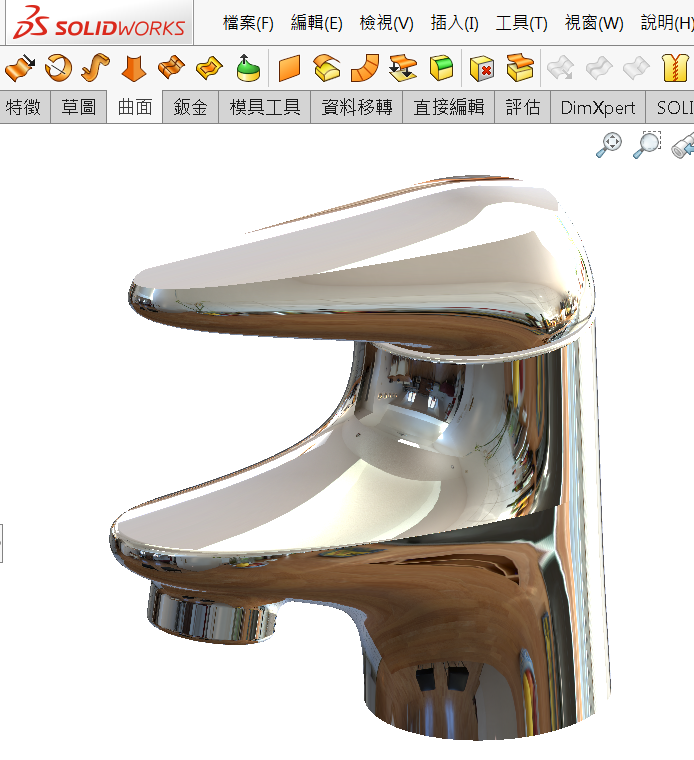 SOLIDWORKS 檔案(F) 編輯(E) 檢視(V) 插入(I) 工具(T) 視窗(W) 說明(H)
特徵 草圖 曲面 鈑金 模具工具 資料移轉 直接編輯 評估 DimXpert SOLI